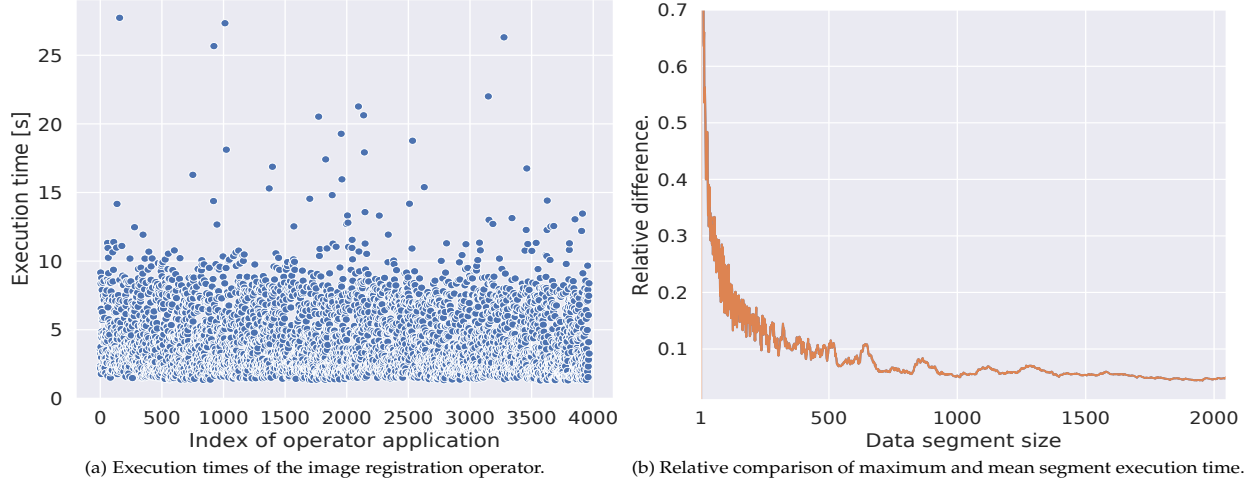 25
20
15
10
5
0
Execution time [s]
0 500 1000 1500 2000 2500 3000 3500 4000
Index of operator application
(a) Execution times of the image registration operator.
0.7
0.6
0.5
0.4
0.3
0.2
0.1
Relative difference.
1 500 1000 1500 2000
Data segment size
(b) Relative comparison of maximum and mean segment execution time.